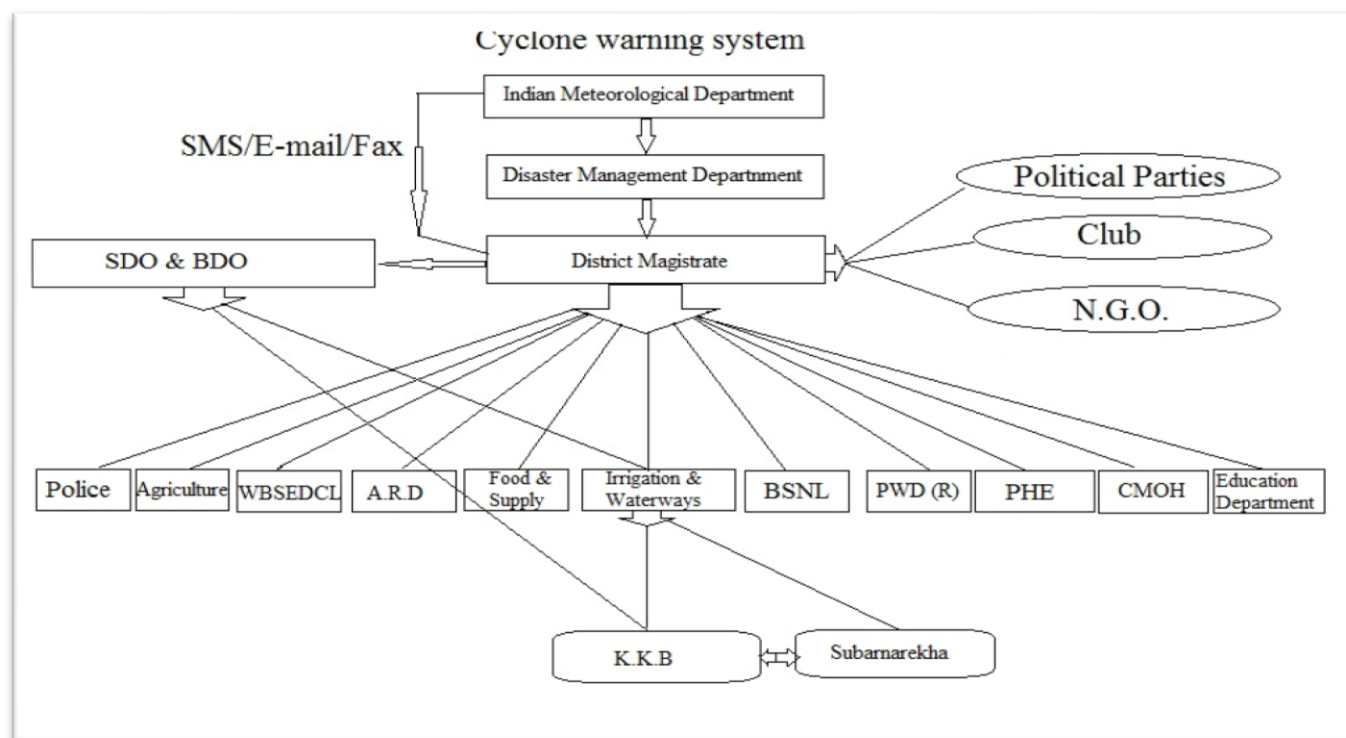 Cyclone warning system
Indian Meteorological Department
SMS/E-mail/Fax
Disaster Management Departnment
Political Parties
Club
SDO & BDO
District Magistrate
N.G.O.
Police
Agriculture
WBSEDCL
A.R.D
Food &
Supply
Irrigation &
Waterways
BSNL
PWD (R)
PHE
CMOH
Education
Department
K.K.B
Subarnarekha